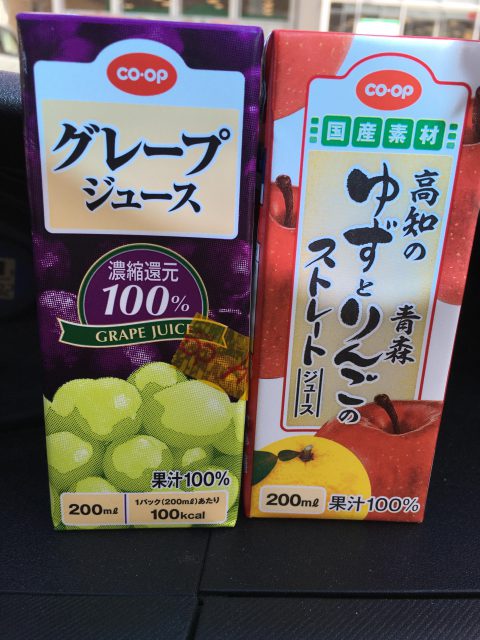 CO·OP
グレープ
ジュース
濃縮還元
100%
GRAPE JUICE
果汁100%
200mℓ
1パック(200mℓ)あたり
100kcal
CO·OP
国産素材
高知の
ゆずと
青森
りんごの
ストレート
ジュース
200mℓ
果汁100%